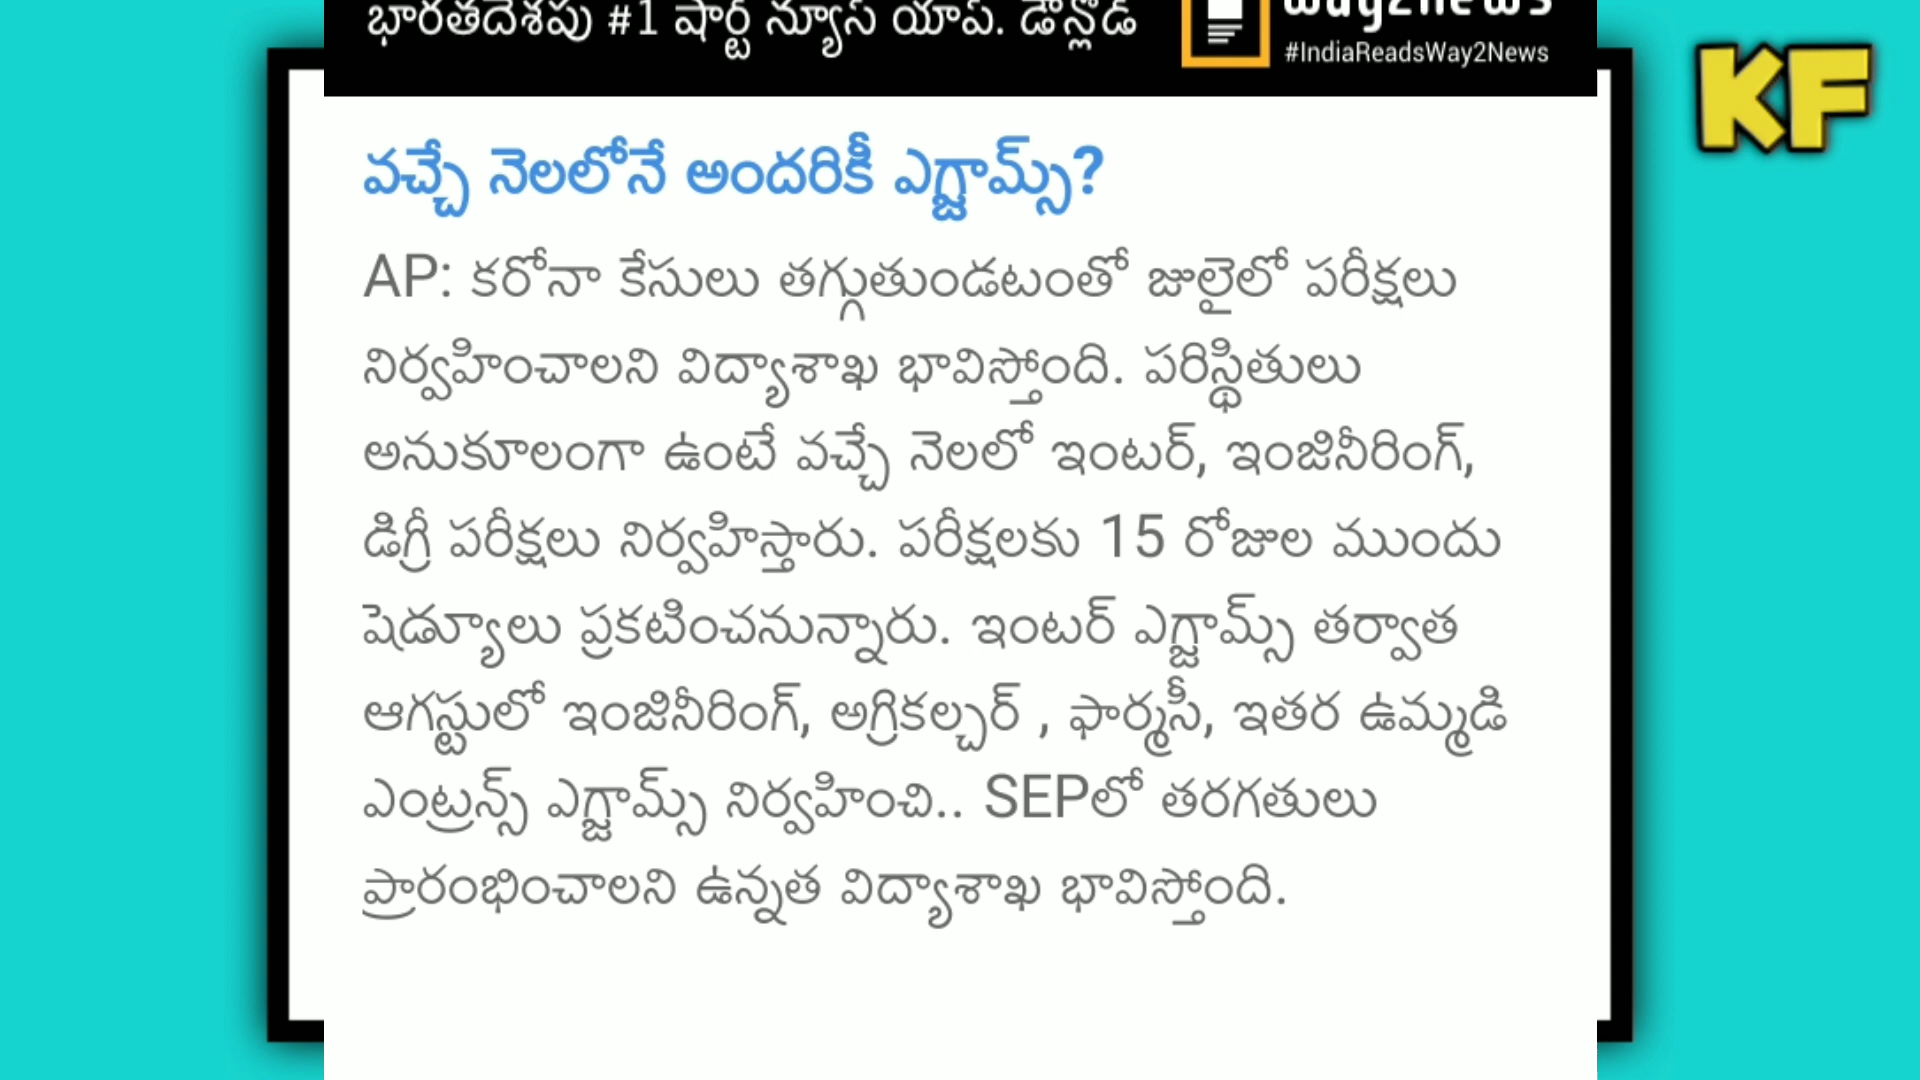 భారతదేశపు #1 షార్ట్ న్యూస్ యాప్. డౌన్లోడ్
way2news
#IndiaReadsWay2News
KF
వచ్చే నెలలోనే అందరికీ ఎగ్జామ్స్?
AP: కరోనా కేసులు తగ్గుతుండటంతో జులైలో పరీక్షలు
నిర్వహించాలని విద్యాశాఖ భావిస్తోంది. పరిస్థితులు
అనుకూలంగా ఉంటే వచ్చే నెలలో ఇంటర్, ఇంజినీరింగ్,
డిగ్రీ పరీక్షలు నిర్వహిస్తారు. పరీక్షలకు 15 రోజుల ముందు
షెడ్యూలు ప్రకటించనున్నారు. ఇంటర్ ఎగ్జామ్స్ తర్వాత
ఆగస్టులో ఇంజినీరింగ్, అగ్రికల్చర్ , ఫార్మసీ, ఇతర ఉమ్మడి
ఎంట్రన్స్ ఎగ్జామ్స్ నిర్వహించి.. SEPలో తరగతులు
ప్రారంభించాలని ఉన్నత విద్యాశాఖ భావిస్తోంది.